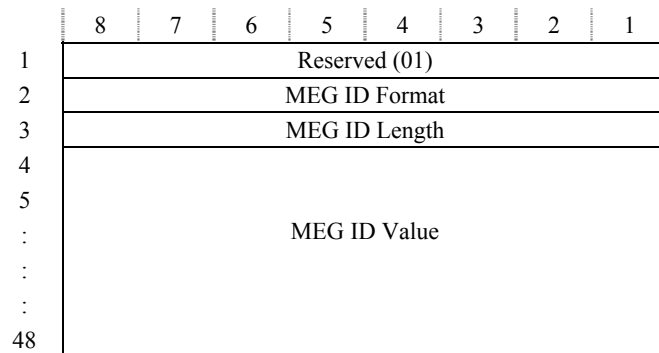 8 7 6 5 4 3 2 1
1 Reserved (01)
2 MEG ID Format
3 MEG ID Length
4
5
: MEG ID Value
:
:
48